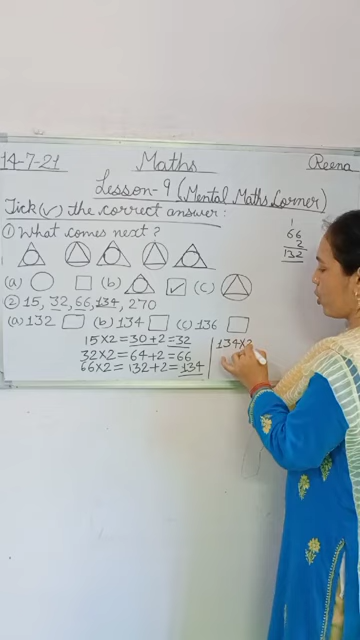 14-7-21 Maths Reena
Lesson-9 (Mental Maths Corner)
Tick (✓) the correct answer:
① What comes next?
(a) (b) ✓ (c)
② 15, 32, 66, 134, 270
(a) 132 (b) 134 (c) 136
15×2=30+2=32
32×2=64+2=66
66×2=132+2=134
134×2
1
66
2
132